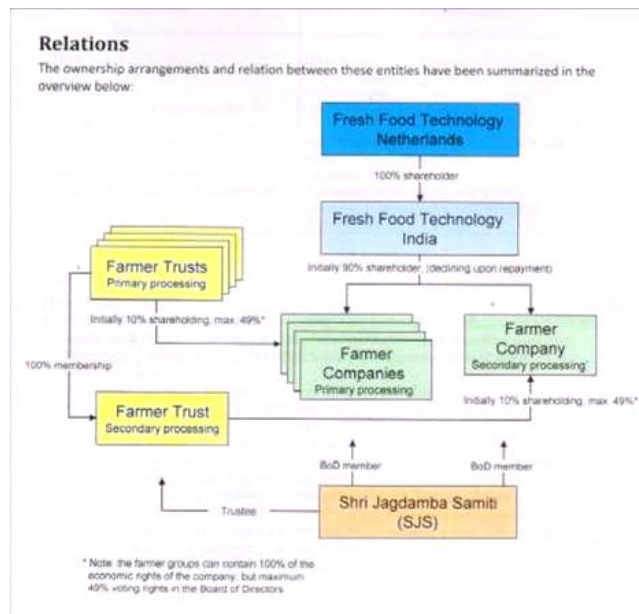 Relations
The ownership arrangements and relation between these entities have been summarized in the
overview below:
Fresh Food Technology
Netherlands
100% shareholder
Fresh Food Technology
India
Initially 90% shareholder, (declining upon repayment)
Farmer Trusts
Primary processing
Initially 10% shareholding, max. 49%*
Farmer
Companies
Primary processing
Farmer
Company
Secondary processing
100% membership
Farmer Trust
Secondary processing
Initially 10% shareholding, max. 49%*
BoD member
BoD member
Trustee
Shri Jagdamba Samiti
(SJS)
* Note: the farmer groups can contain 100% of the
economic rights of the company, but maximum
49% voting rights in the Board of Directors